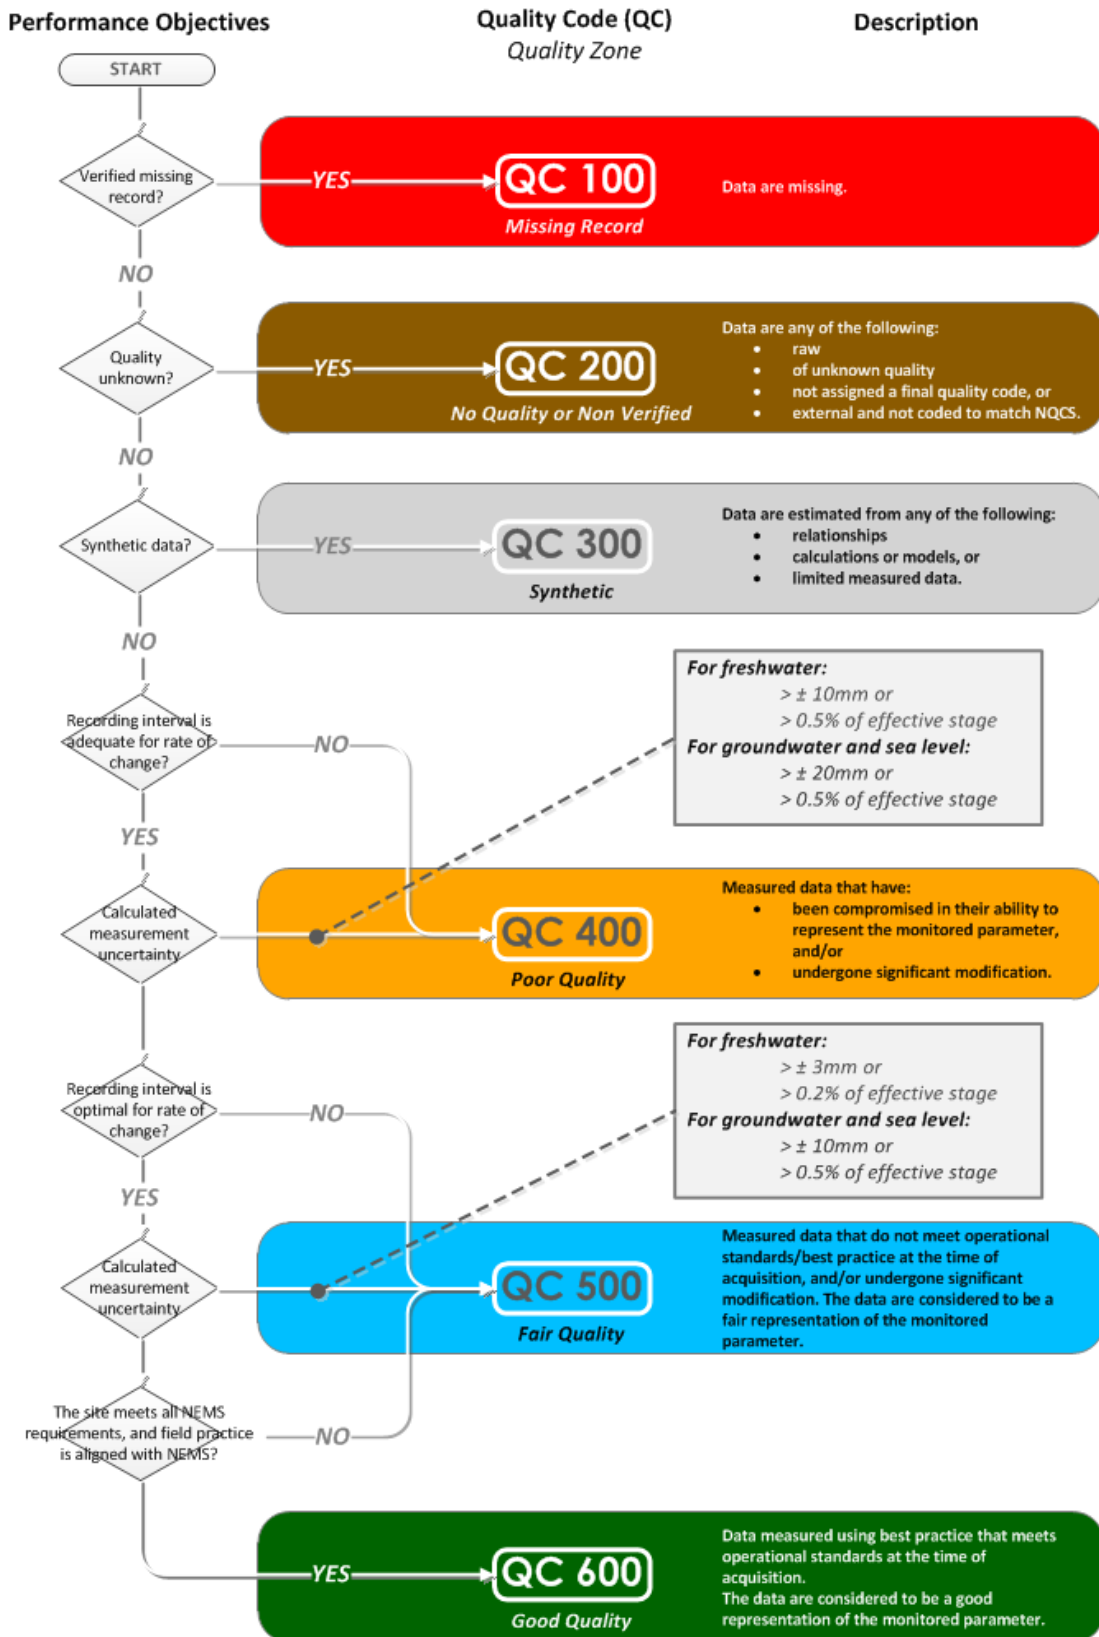 Performance Objectives
Quality Code (QC)
Quality Zone
Description
START
Verified missing
record?
YES
QC 100
Missing Record
Data are missing.
NO
Quality
unknown?
YES
QC 200
No Quality or Non Verified
Data are any of the following:
• raw
• of unknown quality
• not assigned a final quality code, or
• external and not coded to match NQCS.
NO
Synthetic data?
YES
QC 300
Synthetic
Data are estimated from any of the following:
• relationships
• calculations or models, or
• limited measured data.
NO
For freshwater:
> ± 10mm or
> 0.5% of effective stage
For groundwater and sea level:
> ± 20mm or
> 0.5% of effective stage
Recording interval is
adequate for rate of
change?
NO
YES
Calculated
measurement
uncertainty
QC 400
Poor Quality
Measured data that have:
• been compromised in their ability to
represent the monitored parameter,
and/or
• undergone significant modification.
For freshwater:
> ± 3mm or
> 0.2% of effective stage
For groundwater and sea level:
> ± 10mm or
> 0.5% of effective stage
Recording interval is
optimal for rate of
change?
NO
YES
Calculated
measurement
uncertainty
QC 500
Fair Quality
Measured data that do not meet operational
standards/best practice at the time of
acquisition, and/or undergone significant
modification. The data are considered to be a
fair representation of the monitored
parameter.
The site meets all NEMS
requirements, and field practice
is aligned with NEMS?
NO
YES
QC 600
Good Quality
Data measured using best practice that meets
operational standards at the time of
acquisition.
The data are considered to be a good
representation of the monitored parameter.